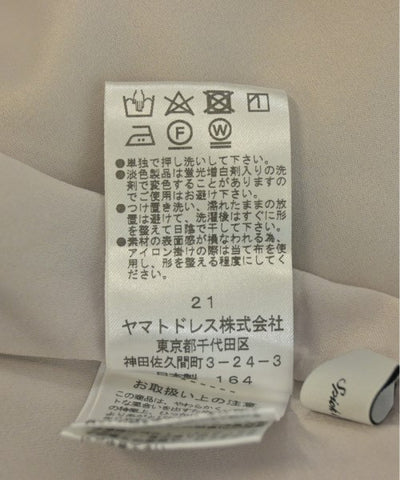 ●単独で押し洗いして下さい。
●淡色製品は蛍光増白剤入りの洗
剤で変色することがありますの
でご使用はお避け下さい。
●つけ置き洗い、濡れたままの放
置は避けて、洗濯後はすぐに形
を整えて日陰で干して下さい。
●素材の表面感が損なわれる為、
アイロン掛けの際は当て布を使
用し、形を整える程度にしてく
ださい。
21
ヤマトドレス株式会社
東京都千代田区
神田佐久間町3-24-3
日本製 164
お取扱い上の注意
この商品は、やわらかく